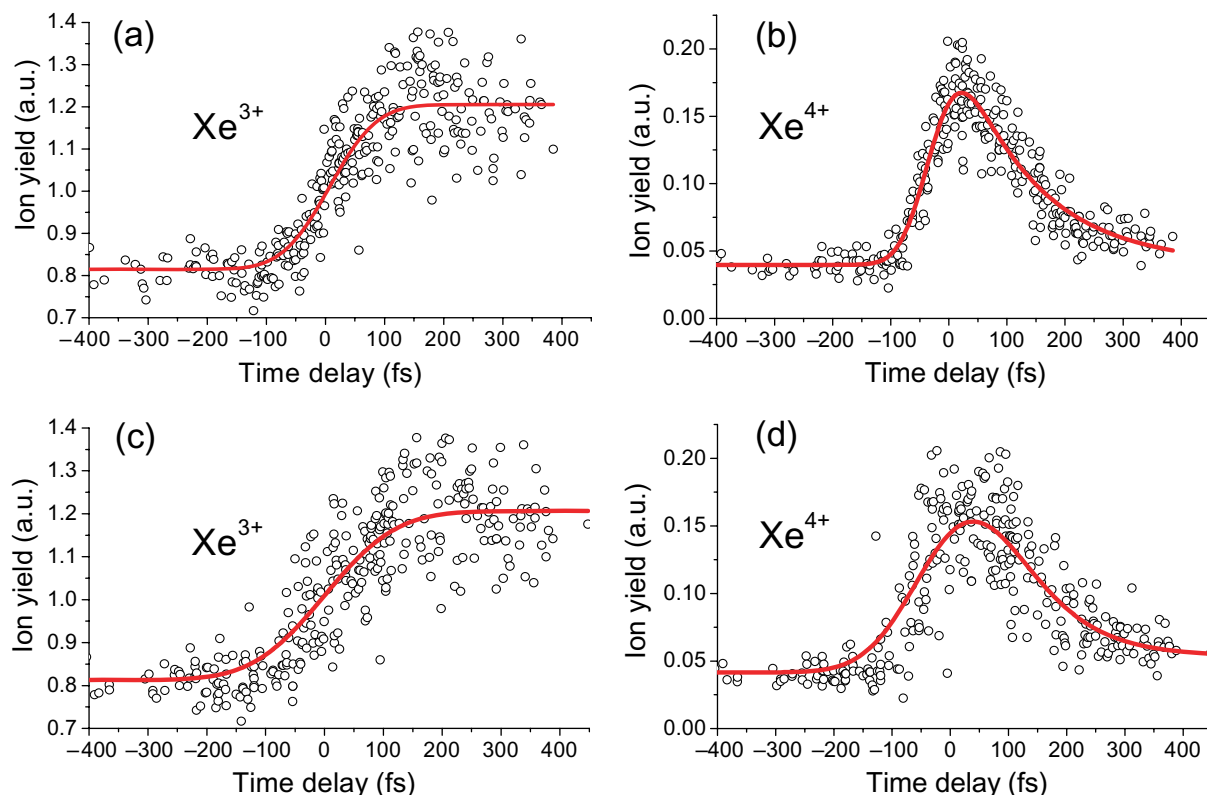 (a)
Xe3+
Ion yield (a.u.)
1.4
1.3
1.2
1.1
1.0
0.9
0.8
0.7
–400 –300 –200 –100 0 100 200 300 400
Time delay (fs)
(b)
Xe4+
Ion yield (a.u.)
0.20
0.15
0.10
0.05
0.00
–400 –300 –200 –100 0 100 200 300 400
Time delay (fs)
(c)
Xe3+
Ion yield (a.u.)
1.4
1.3
1.2
1.1
1.0
0.9
0.8
0.7
–400 –300 –200 –100 0 100 200 300 400
Time delay (fs)
(d)
Xe4+
Ion yield (a.u.)
0.20
0.15
0.10
0.05
0.00
–400 –300 –200 –100 0 100 200 300 400
Time delay (fs)